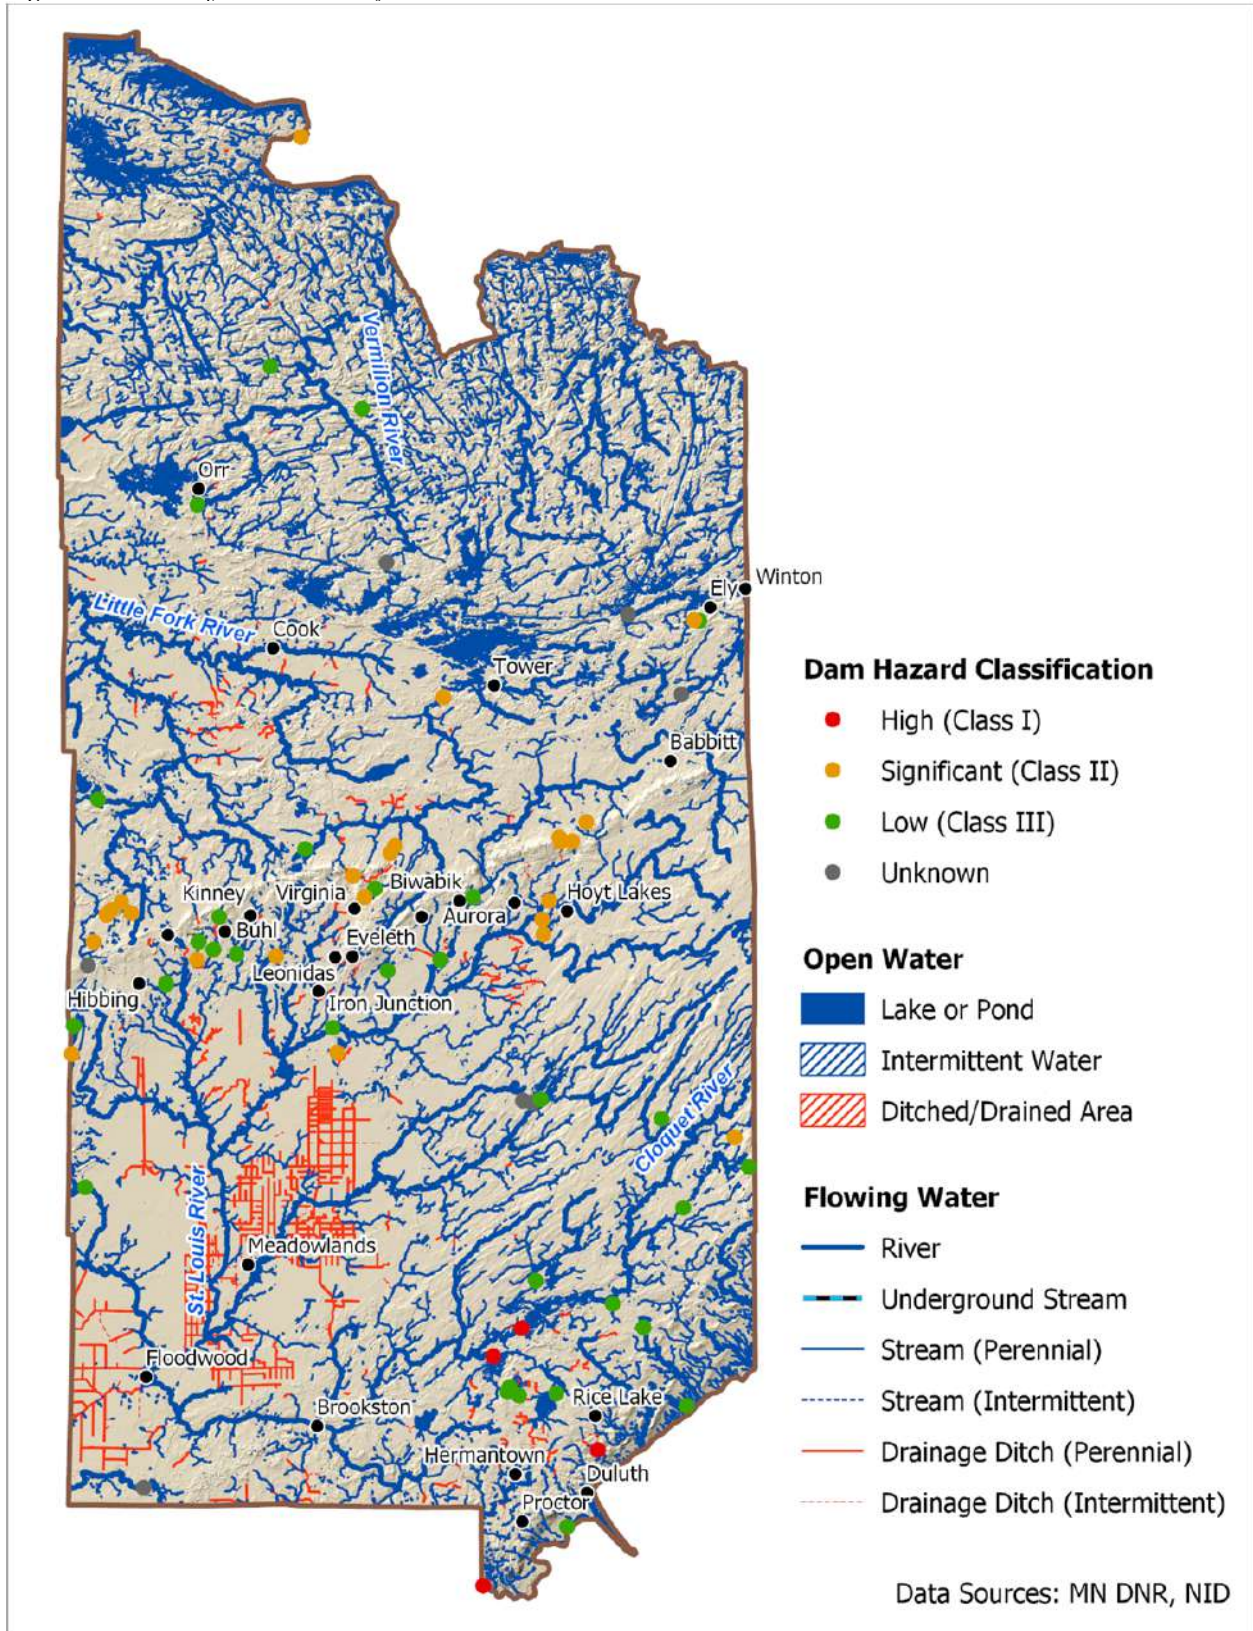 Vermillion River
Orr
Winton
Ely
Little Fork River
Cook
Tower
Babbitt
Kinney
Virginia
Biwabik
Hoyt Lakes
Buhl
Aurora
Eveleth
Leonidas
Hibbing
Iron Junction
Cloquet River
St. Louis River
Meadowlands
Floodwood
Brookston
Rice Lake
Hermantown
Duluth
Proctor
Dam Hazard Classification
High (Class I)
Significant (Class II)
Low (Class III)
Unknown
Open Water
Lake or Pond
Intermittent Water
Ditched/Drained Area
Flowing Water
River
Underground Stream
Stream (Perennial)
Stream (Intermittent)
Drainage Ditch (Perennial)
Drainage Ditch (Intermittent)
Data Sources: MN DNR, NID